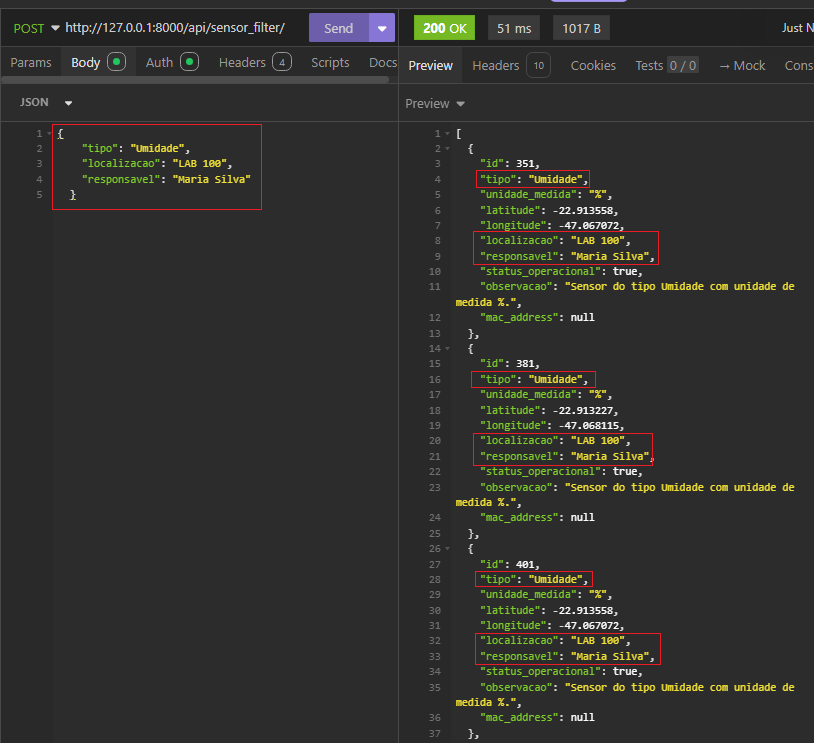 POST http://127.0.0.1:8000/api/sensor_filter/ Send
Params Body Auth Headers 4 Scripts Docs
JSON
1 {
2 "tipo": "Umidade",
3 "localizacao": "LAB 100",
4 "responsavel": "Maria Silva"
5 }
200 OK 51 ms 1017 B Just N
Preview Headers 10 Cookies Tests 0 / 0 → Mock Cons
Preview
1 [
2 {
3 "id": 351,
4 "tipo": "Umidade",
5 "unidade_medida": "%",
6 "latitude": -22.913558,
7 "longitude": -47.067072,
8 "localizacao": "LAB 100",
9 "responsavel": "Maria Silva",
10 "status_operacional": true,
11 "observacao": "Sensor do tipo Umidade com unidade de
medida %.",
12 "mac_address": null
13 },
14 {
15 "id": 381,
16 "tipo": "Umidade",
17 "unidade_medida": "%",
18 "latitude": -22.913227,
19 "longitude": -47.068115,
20 "localizacao": "LAB 100",
21 "responsavel": "Maria Silva",
22 "status_operacional": true,
23 "observacao": "Sensor do tipo Umidade com unidade de
medida %.",
24 "mac_address": null
25 },
26 {
27 "id": 401,
28 "tipo": "Umidade",
29 "unidade_medida": "%",
30 "latitude": -22.913558,
31 "longitude": -47.067072,
32 "localizacao": "LAB 100",
33 "responsavel": "Maria Silva",
34 "status_operacional": true,
35 "observacao": "Sensor do tipo Umidade com unidade de
medida %.",
36 "mac_address": null
37 },